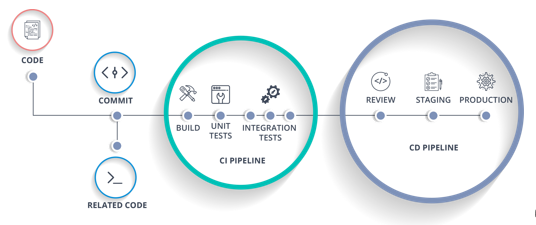 CODE
COMMIT
RELATED CODE
BUILD
UNIT
TESTS
INTEGRATION
TESTS
CI PIPELINE
REVIEW
STAGING
PRODUCTION
CD PIPELINE